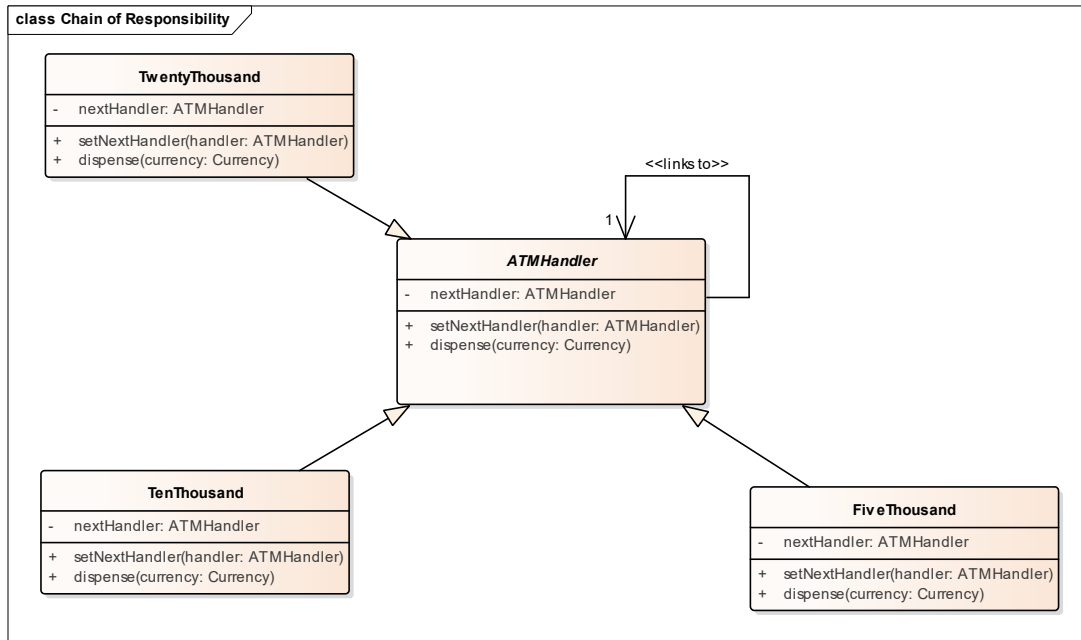 class Chain of Responsibility
TwentyThousand
- nextHandler: ATMHandler
+ setNextHandler(handler: ATMHandler)
+ dispense(currency: Currency)
<<links to>>
1
ATMHandler
- nextHandler: ATMHandler
+ setNextHandler(handler: ATMHandler)
+ dispense(currency: Currency)
TenThousand
- nextHandler: ATMHandler
+ setNextHandler(handler: ATMHandler)
+ dispense(currency: Currency)
FiveThousand
- nextHandler: ATMHandler
+ setNextHandler(handler: ATMHandler)
+ dispense(currency: Currency)